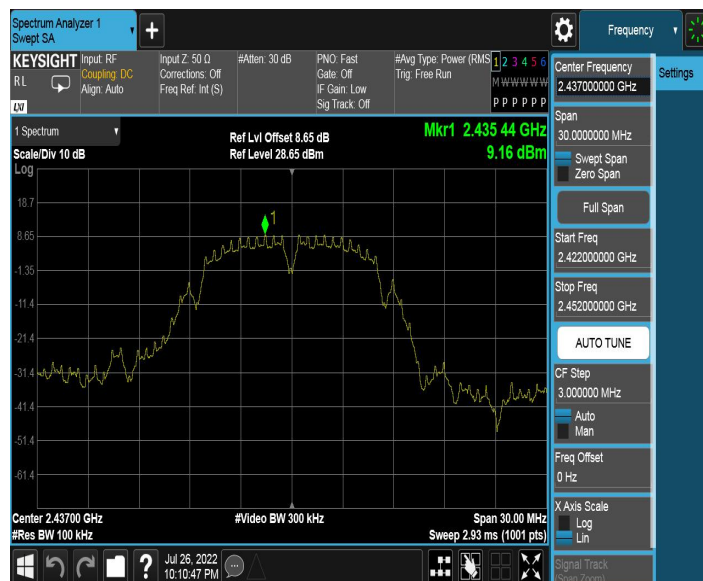 Spectrum Analyzer 1
Swept SA
+
Frequency
KEYSIGHT
RL
LXI
Input: RF
Coupling: DC
Align: Auto
Input Z: 50 Ω
Corrections: Off
Freq Ref: Int (S)
#Atten: 30 dB
PNO: Fast
Gate: Off
IF Gain: Low
Sig Track: Off
#Avg Type: Power (RMS
Trig: Free Run
1 2 3 4 5 6
M W W W W W
P P P P P P
1 Spectrum
Scale/Div 10 dB
Ref Lvl Offset 8.65 dB
Ref Level 28.65 dBm
Mkr1 2.435 44 GHz
9.16 dBm
Log
18.7
8.65
-1.35
-11.4
-21.4
-31.4
-41.4
-51.4
-61.4
1
Center 2.43700 GHz
#Res BW 100 kHz
#Video BW 300 kHz
Span 30.00 MHz
Sweep 2.93 ms (1001 pts)
Center Frequency
2.437000000 GHz
Span
30.0000000 MHz
Swept Span
Zero Span
Full Span
Start Freq
2.422000000 GHz
Stop Freq
2.452000000 GHz
AUTO TUNE
CF Step
3.000000 MHz
Auto
Man
Freq Offset
0 Hz
X Axis Scale
Log
Lin
Signal Track
(Span Zoom)
Settings
?
Jul 26, 2022
10:10:47 PM